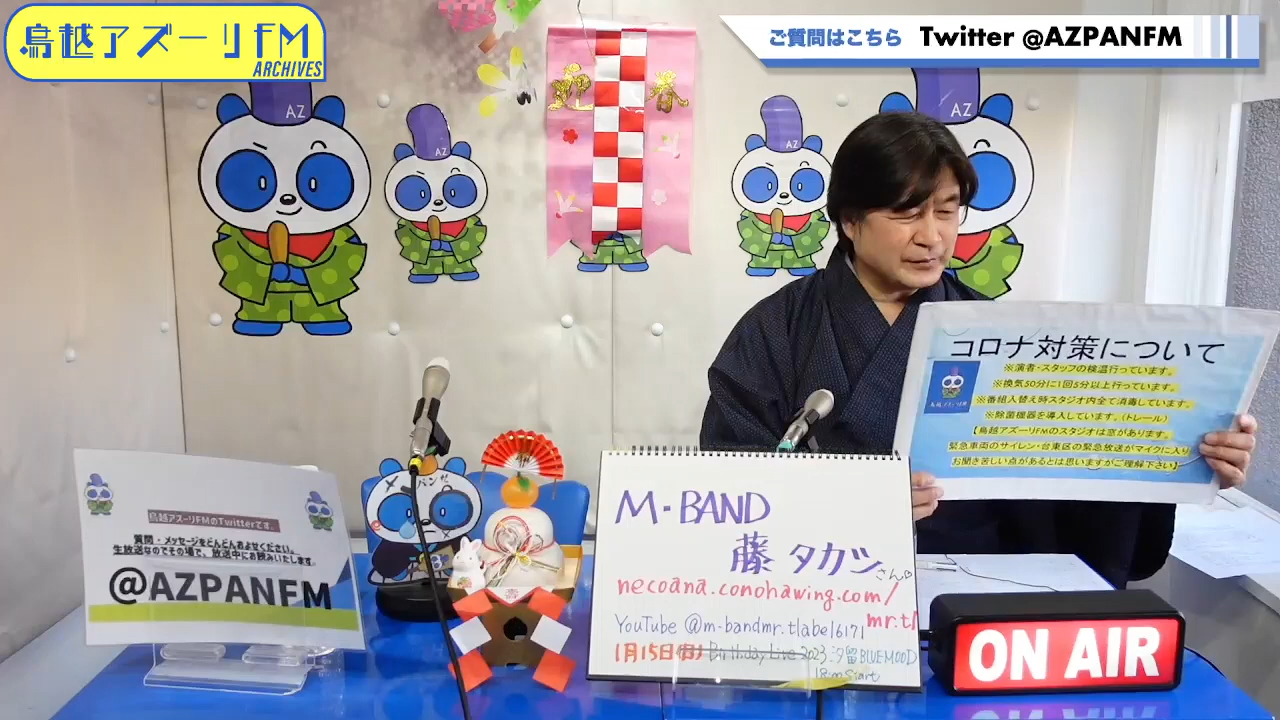 鳥越アズーリFM
ARCHIVES
ご質問はこちら Twitter @AZPANFM
AZ
AZ
AZ
AZ
迎春
コロナ対策について
※演者・スタッフの検温行っています。
※換気50分に1回5分以上行っています。
※番組入替え時スタジオ内全て消毒しています。
※除菌機器を導入しています。(トレール)
【鳥越アズーリFMのスタジオは窓があります。
緊急車両のサイレン・台東区の緊急放送がマイクに入り
お聞き苦しい点があるとは思いますがご理解下さい】
鳥越アズーリFMのTwitterです。
質問・メッセージをどんどんおよせください。
生放送なのでその場で、放送中にお読みいたします。
@AZPANFM
M・BAND
藤タカシさん♡
necoana.conohawing.com/
mr.t/
YouTube @m-bandmr.tlabel6171
1月15日(日) Birthday Live 2023 汐留BLUEMOOD
18:00 Start
ON AIR